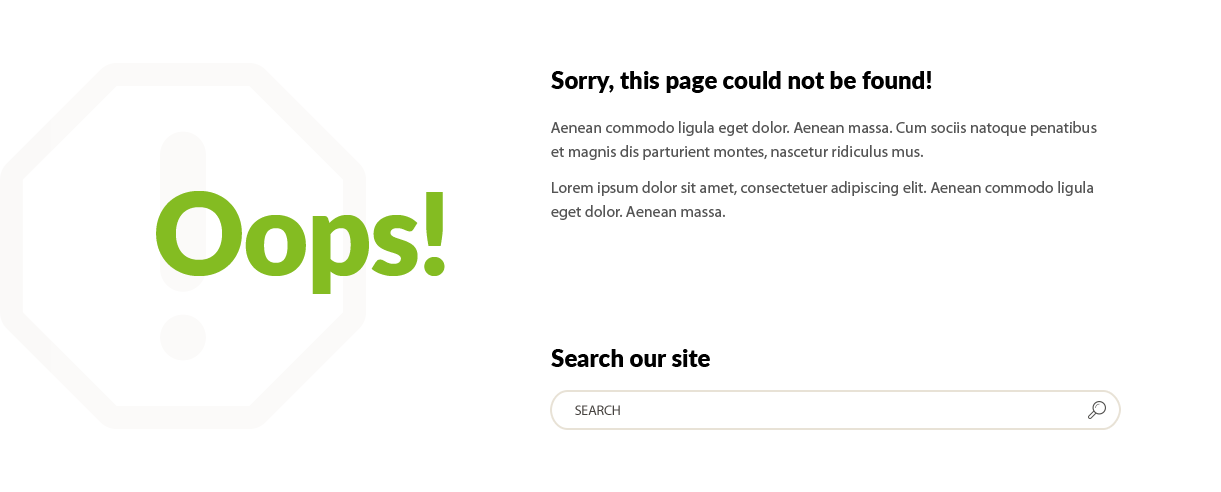 Oops!
Sorry, this page could not be found!
Aenean commodo ligula eget dolor. Aenean massa. Cum sociis natoque penatibus
et magnis dis parturient montes, nascetur ridiculus mus.
Lorem ipsum dolor sit amet, consectetuer adipiscing elit. Aenean commodo ligula
eget dolor. Aenean massa.
Search our site
SEARCH